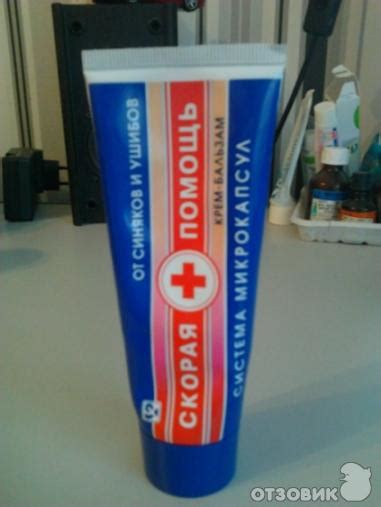 ОТ СИНЯКОВ И УШИБОВ
СКОРАЯ ПОМОЩЬ
КРЕМ-БАЛЬЗАМ
СИСТЕМА МИКРОКАПСУЛ
ОТЗОВИК